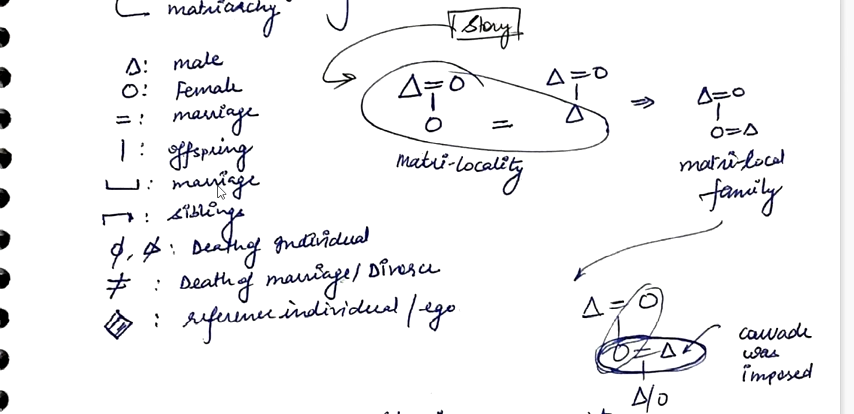 matriarchy
Story
Δ: male
O: Female
=: marriage
|: offspring
⎵: marriage
⎴: siblings
ϕ, Δ̸: Death of Individual
≠: Death of marriage/Divorce
: reference individual/ego
Δ=O
|
O = Δ
Δ=O
|
Matri-locality
⇒
Δ=O
|
O=Δ
matri-local
family
Δ=O
|
O=Δ
|
Δ/O
was
imposed